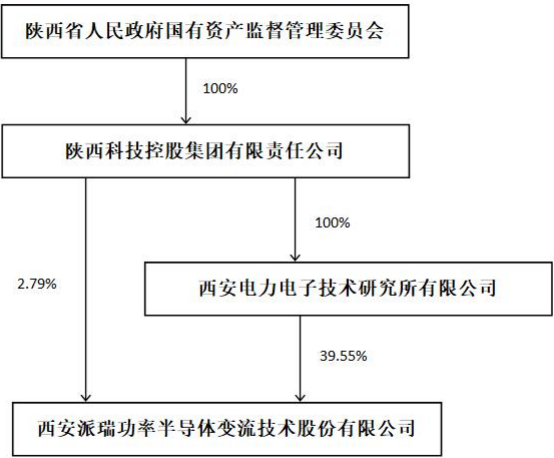 陕西省人民政府国有资产监督管理委员会
100%
陕西科技控股集团有限责任公司
100%
2.79%
西安电力电子技术研究所有限公司
39.55%
西安派瑞功率半导体变流技术股份有限公司